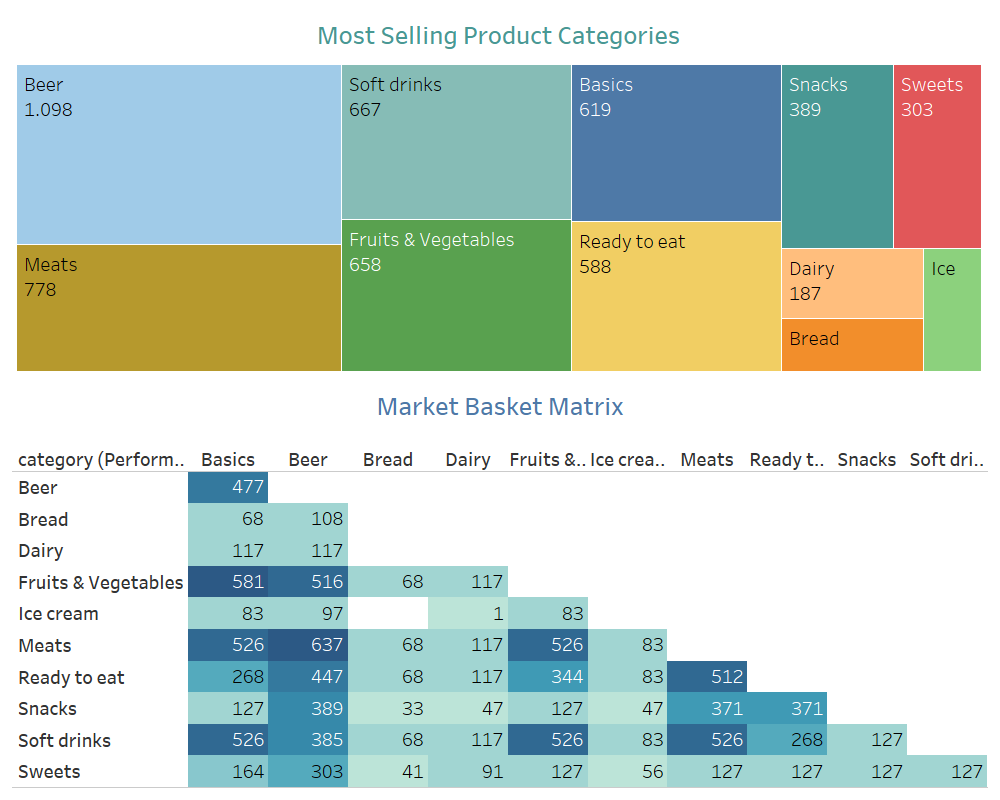 Most Selling Product Categories
Beer
1.098
Soft drinks
667
Basics
619
Snacks
389
Sweets
303
Meats
778
Fruits & Vegetables
658
Ready to eat
588
Dairy
187
Ice
Bread
Market Basket Matrix
category (Perform.. Basics Beer Bread Dairy Fruits &.. Ice crea.. Meats Ready t.. Snacks Soft dri..
Beer 477
Bread 68 108
Dairy 117 117
Fruits & Vegetables 581 516 68 117
Ice cream 83 97 1 83
Meats 526 637 68 117 526 83
Ready to eat 268 447 68 117 344 83 512
Snacks 127 389 33 47 127 47 371 371
Soft drinks 526 385 68 117 526 83 526 268 127
Sweets 164 303 41 91 127 56 127 127 127 127